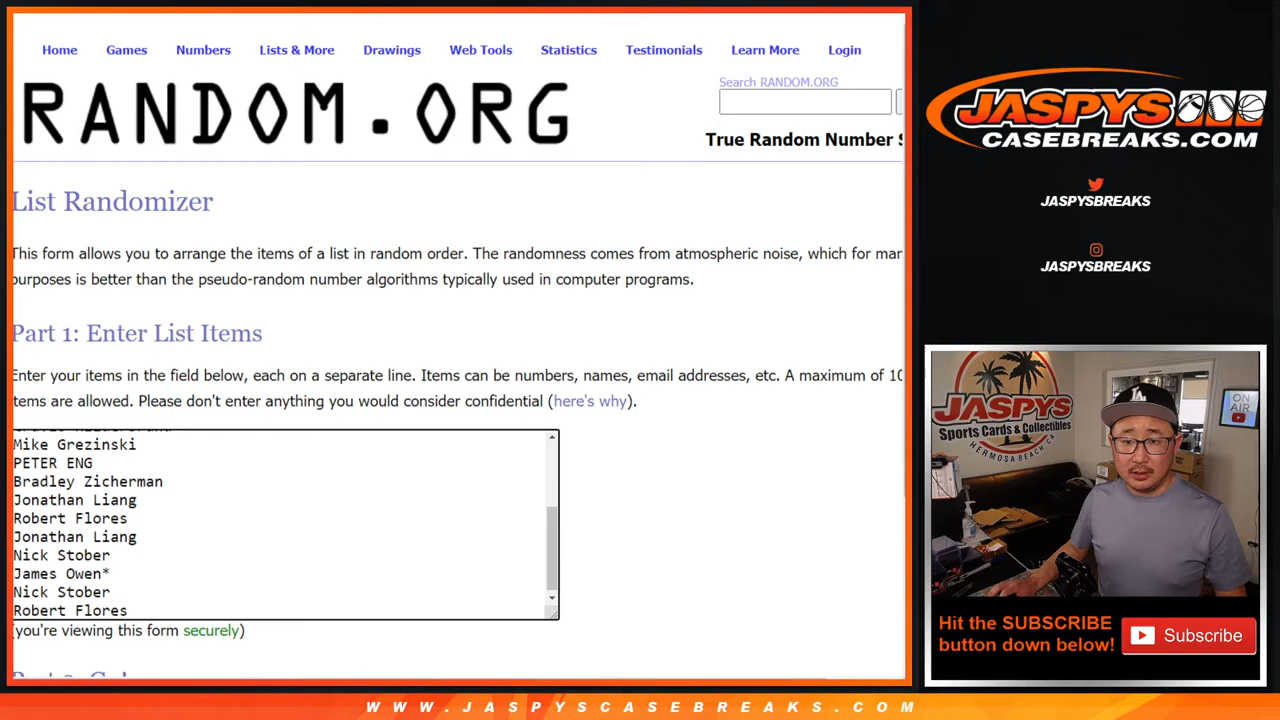 Home Games Numbers Lists & More Drawings Web Tools Statistics Testimonials Learn More Login
RANDOM.ORG
Search RANDOM.ORG
True Random Number S
List Randomizer
This form allows you to arrange the items of a list in random order. The randomness comes from atmospheric noise, which for mar
purposes is better than the pseudo-random number algorithms typically used in computer programs.
Part 1: Enter List Items
Enter your items in the field below, each on a separate line. Items can be numbers, names, email addresses, etc. A maximum of 10
items are allowed. Please don't enter anything you would consider confidential (here's why).
Mike Grezinski
PETER ENG
Bradley Zicherman
Jonathan Liang
Robert Flores
Jonathan Liang
Nick Stober
James Owen*
Nick Stober
Robert Flores
(you're viewing this form securely)
JASPYS
CASEBREAKS.COM
JASPYSBREAKS
JASPYSBREAKS
JASPYS
Sports Cards & Collectibles
HERMOSA BEACH, CA
LA
ON AIR
Hit the SUBSCRIBE
button down below!
Subscribe
WWW.JASPYSCASEBREAKS.COM